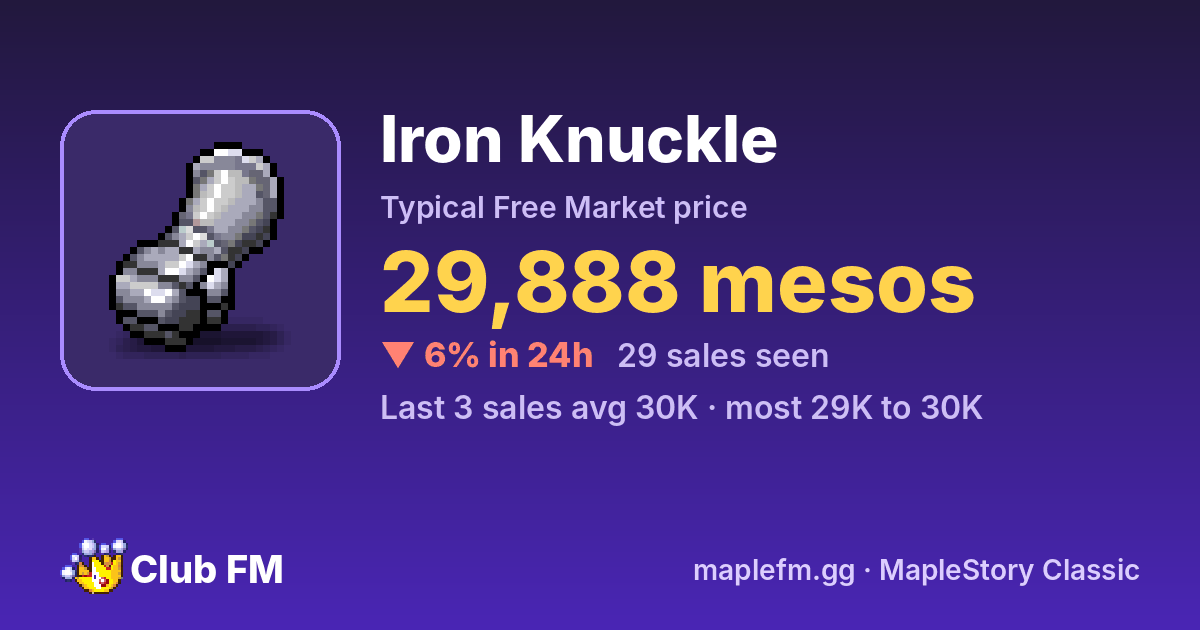 Iron Knuckle
Typical Free Market price
29,888 mesos
▼ 6% in 24h 29 sales seen
Last 3 sales avg 30K · most 29K to 30K
Club FM
maplefm.gg · MapleStory Classic